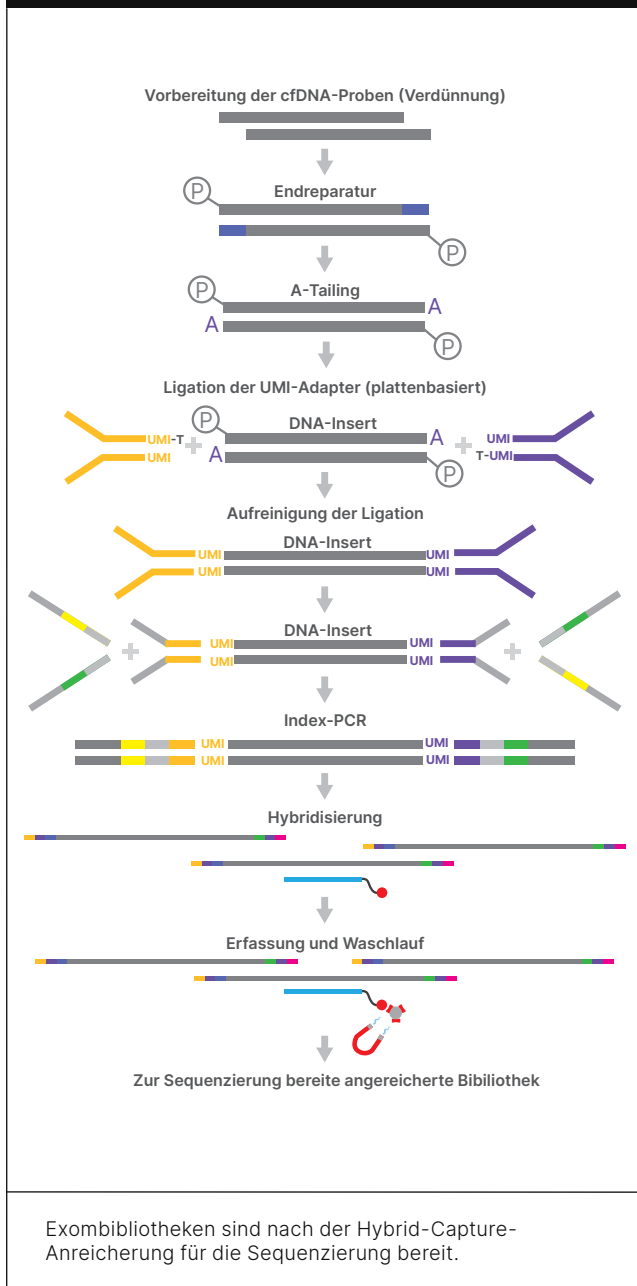 Vorbereitung der cfDNA-Proben (Verdünnung)
P
Endreparatur
P
P
A-Tailing
A
A
P
Ligation der UMI-Adapter (plattenbasiert)
P
DNA-Insert
UMI-T
A
UMI
UMI
A
T-UMI
P
Aufreinigung der Ligation
DNA-Insert
UMI
UMI
UMI
UMI
DNA-Insert
UMI
UMI
UMI
UMI
Index-PCR
UMI
UMI
UMI
UMI
Hybridisierung
Erfassung und Waschlauf
Zur Sequenzierung bereite angereicherte Bibiliothek
Exombibliotheken sind nach der Hybrid-Capture-
Anreicherung für die Sequenzierung bereit.